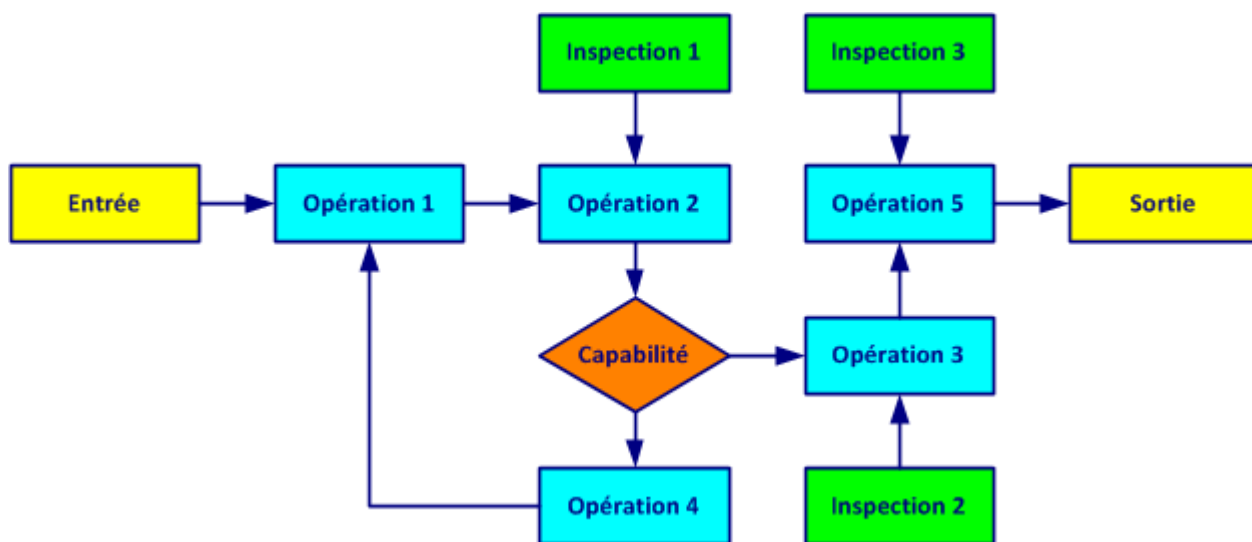 Inspection 1
Inspection 3
Entrée
Opération 1
Opération 2
Opération 5
Sortie
Capabilité
Opération 3
Opération 4
Inspection 2